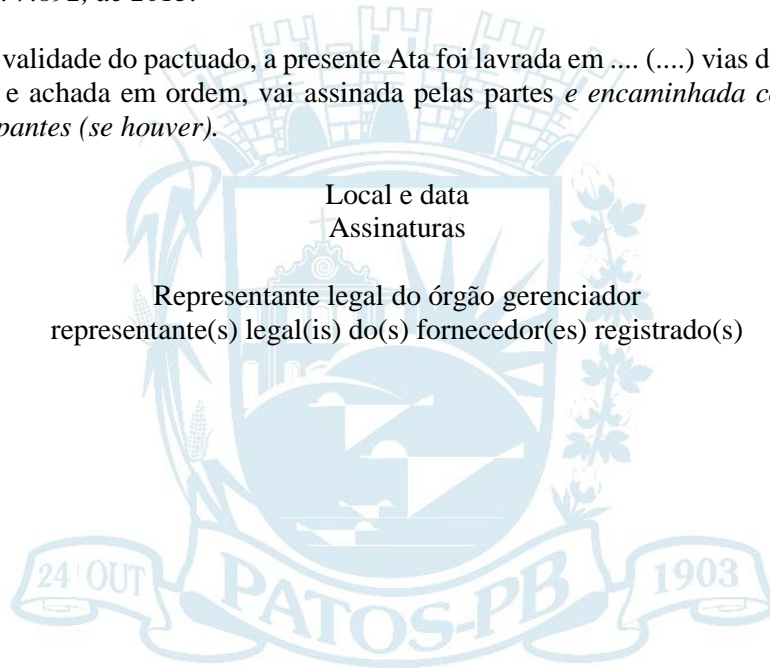 validade do pactuado, a presente Ata foi lavrada em .... (....) vias d
e achada em ordem, vai assinada pelas partes e encaminhada c
pantes (se houver).
Local e data
Assinaturas
Representante legal do órgão gerenciador
representante(s) legal(is) do(s) fornecedor(es) registrado(s)
24 OUT
PATOS-PB
1903